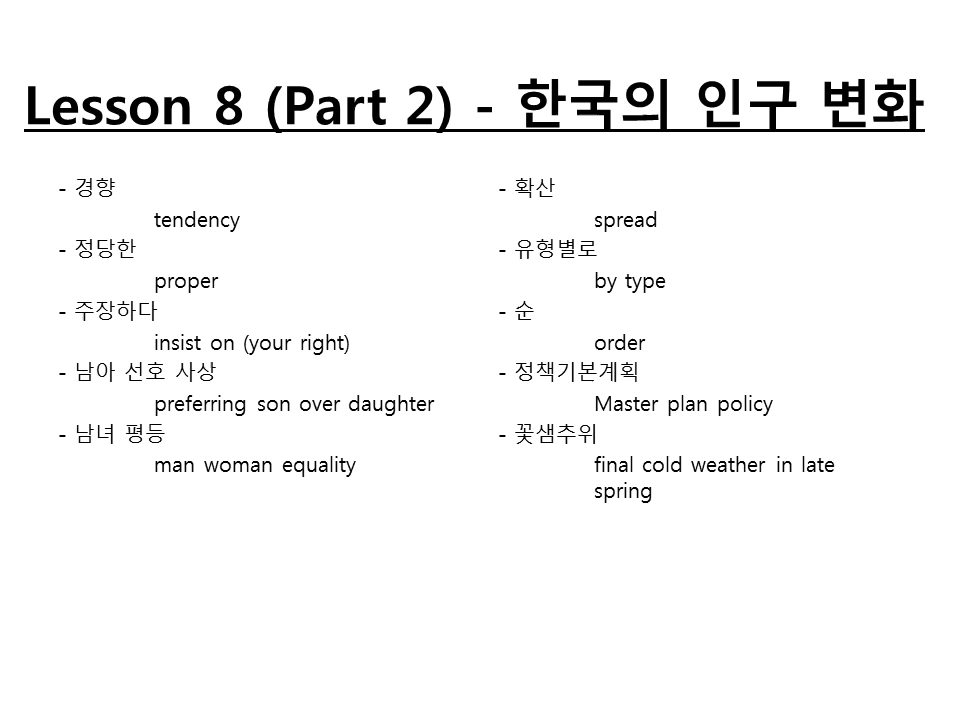 Lesson 8 (Part 2) - 한국의 인구 변화
- 경향
tendency
- 정당한
proper
- 주장하다
insist on (your right)
- 남아 선호 사상
preferring son over daughter
- 남녀 평등
man woman equality
- 확산
spread
- 유형별로
by type
- 순
order
- 정책기본계획
Master plan policy
- 꽃샘추위
final cold weather in late
spring